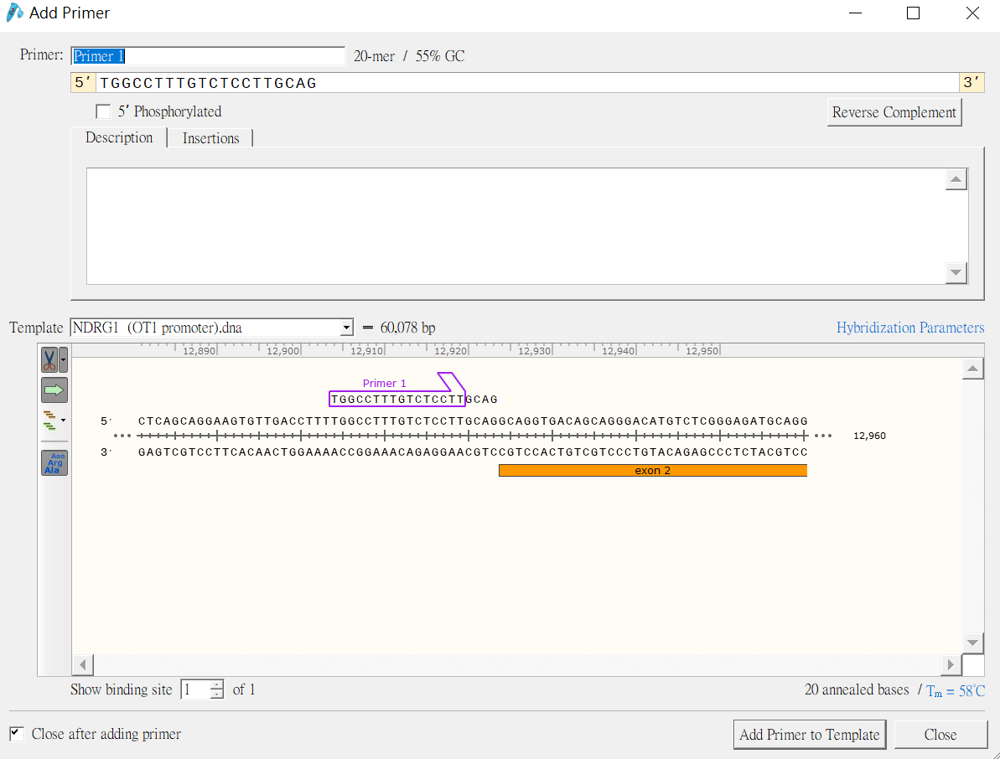 Add Primer
Primer: Primer 1 20-mer / 55% GC
5′ TGGCCTTTGTCTCCTTGCAG 3′
5′ Phosphorylated Reverse Complement
Description Insertions
Template NDRG1 (OT1 promoter).dna = 60,078 bp Hybridization Parameters
12,890 12,900 12,910 12,920 12,930 12,940 12,950
Primer 1
TGGCCTTTGTCTCCTTGCAG
5′ CTCAGCAGGAAGTGTTGACCTTTTGGCCTTTGTCTCCTTGCAGGCAGGTGACAGCAGGGACATGTCTCGGGAGATGCAGG
12,960
3′ GAGTCGTCCTTCACAACTGGAAAACCGGAAACAGAGGAACGTCCGTCCACTGTCGTCCCTGTACAGAGCCCTCTACGTCC
Asn
Arg
Ala
exon 2
Show binding site 1 of 1 20 annealed bases / Tm = 58°C
Close after adding primer Add Primer to Template Close